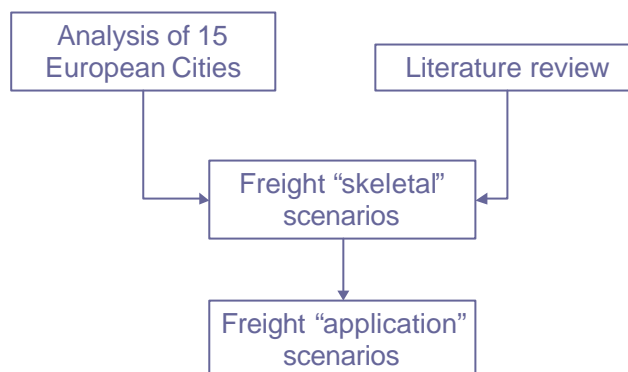 Analysis of 15
European Cities
Literature review
Freight “skeletal”
scenarios
Freight “application”
scenarios